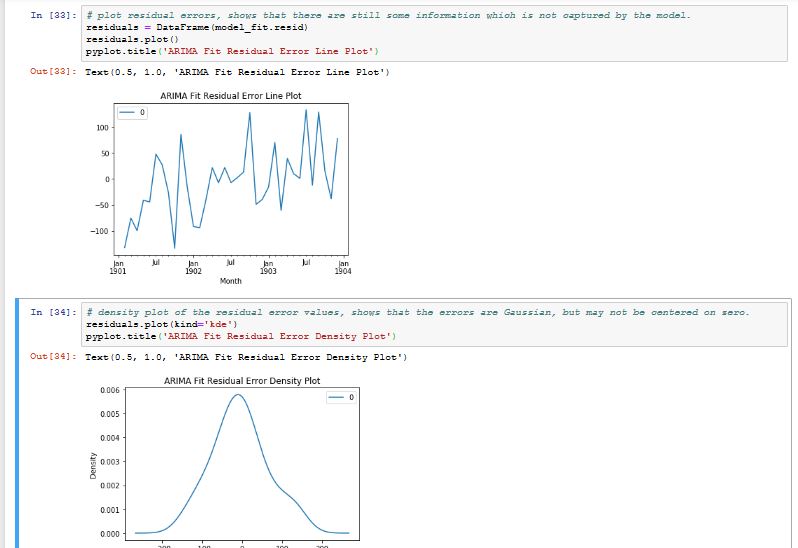 In [33]: # plot residual errors, shows that there are still some information which is not captured by the model.
residuals = DataFrame(model_fit.resid)
residuals.plot()
pyplot.title('ARIMA Fit Residual Error Line Plot')
Out[33]: Text(0.5, 1.0, 'ARIMA Fit Residual Error Line Plot')
ARIMA Fit Residual Error Line Plot
0
100
50
0
−50
−100
Jan Jul Jan Jul Jan Jul Jan
1901 1902 1903 1904
Month
In [34]: # density plot of the residual error values, shows that the errors are Gaussian, but may not be centered on zero.
residuals.plot(kind='kde')
pyplot.title('ARIMA Fit Residual Error Density Plot')
Out[34]: Text(0.5, 1.0, 'ARIMA Fit Residual Error Density Plot')
ARIMA Fit Residual Error Density Plot
0
0.006
0.005
0.004
0.003
0.002
0.001
0.000
Density